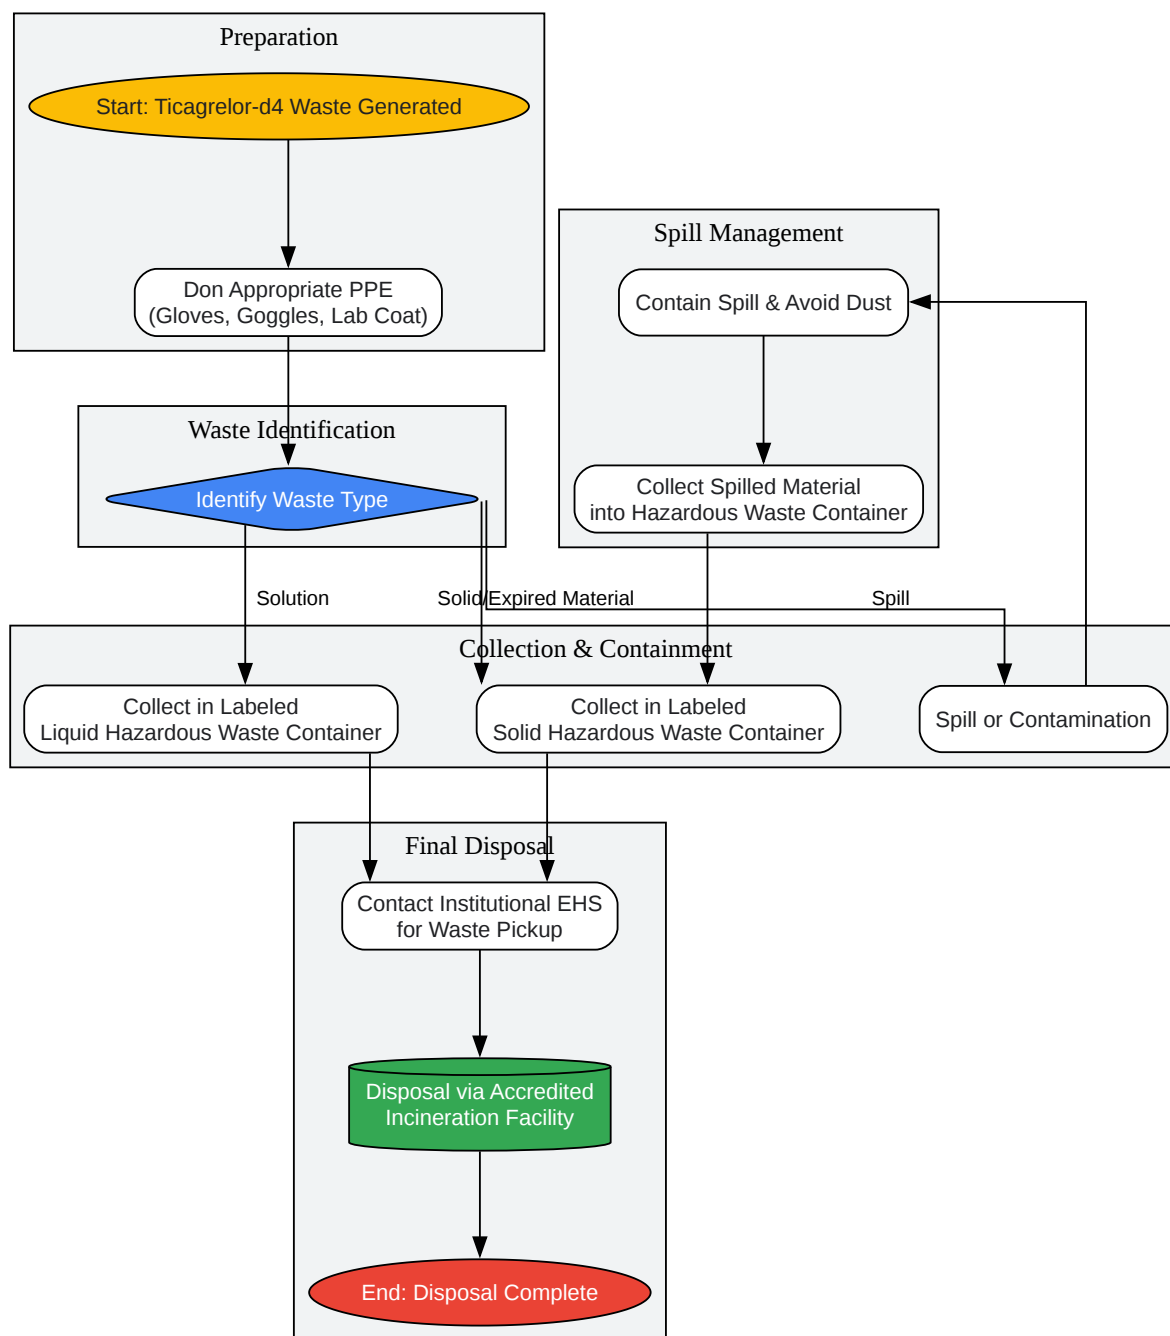 Preparation
Start: Ticagrelor-d4 Waste Generated
Don Appropriate PPE
(Gloves, Goggles, Lab Coat)
Spill Management
Contain Spill & Avoid Dust
Collect Spilled Material
into Hazardous Waste Container
Waste Identification
Identify Waste Type
Solution
Solid/Expired Material
Spill
Collection & Containment
Collect in Labeled
Liquid Hazardous Waste Container
Collect in Labeled
Solid Hazardous Waste Container
Spill or Contamination
Final Disposal
Contact Institutional EHS
for Waste Pickup
Disposal via Accredited
Incineration Facility
End: Disposal Complete